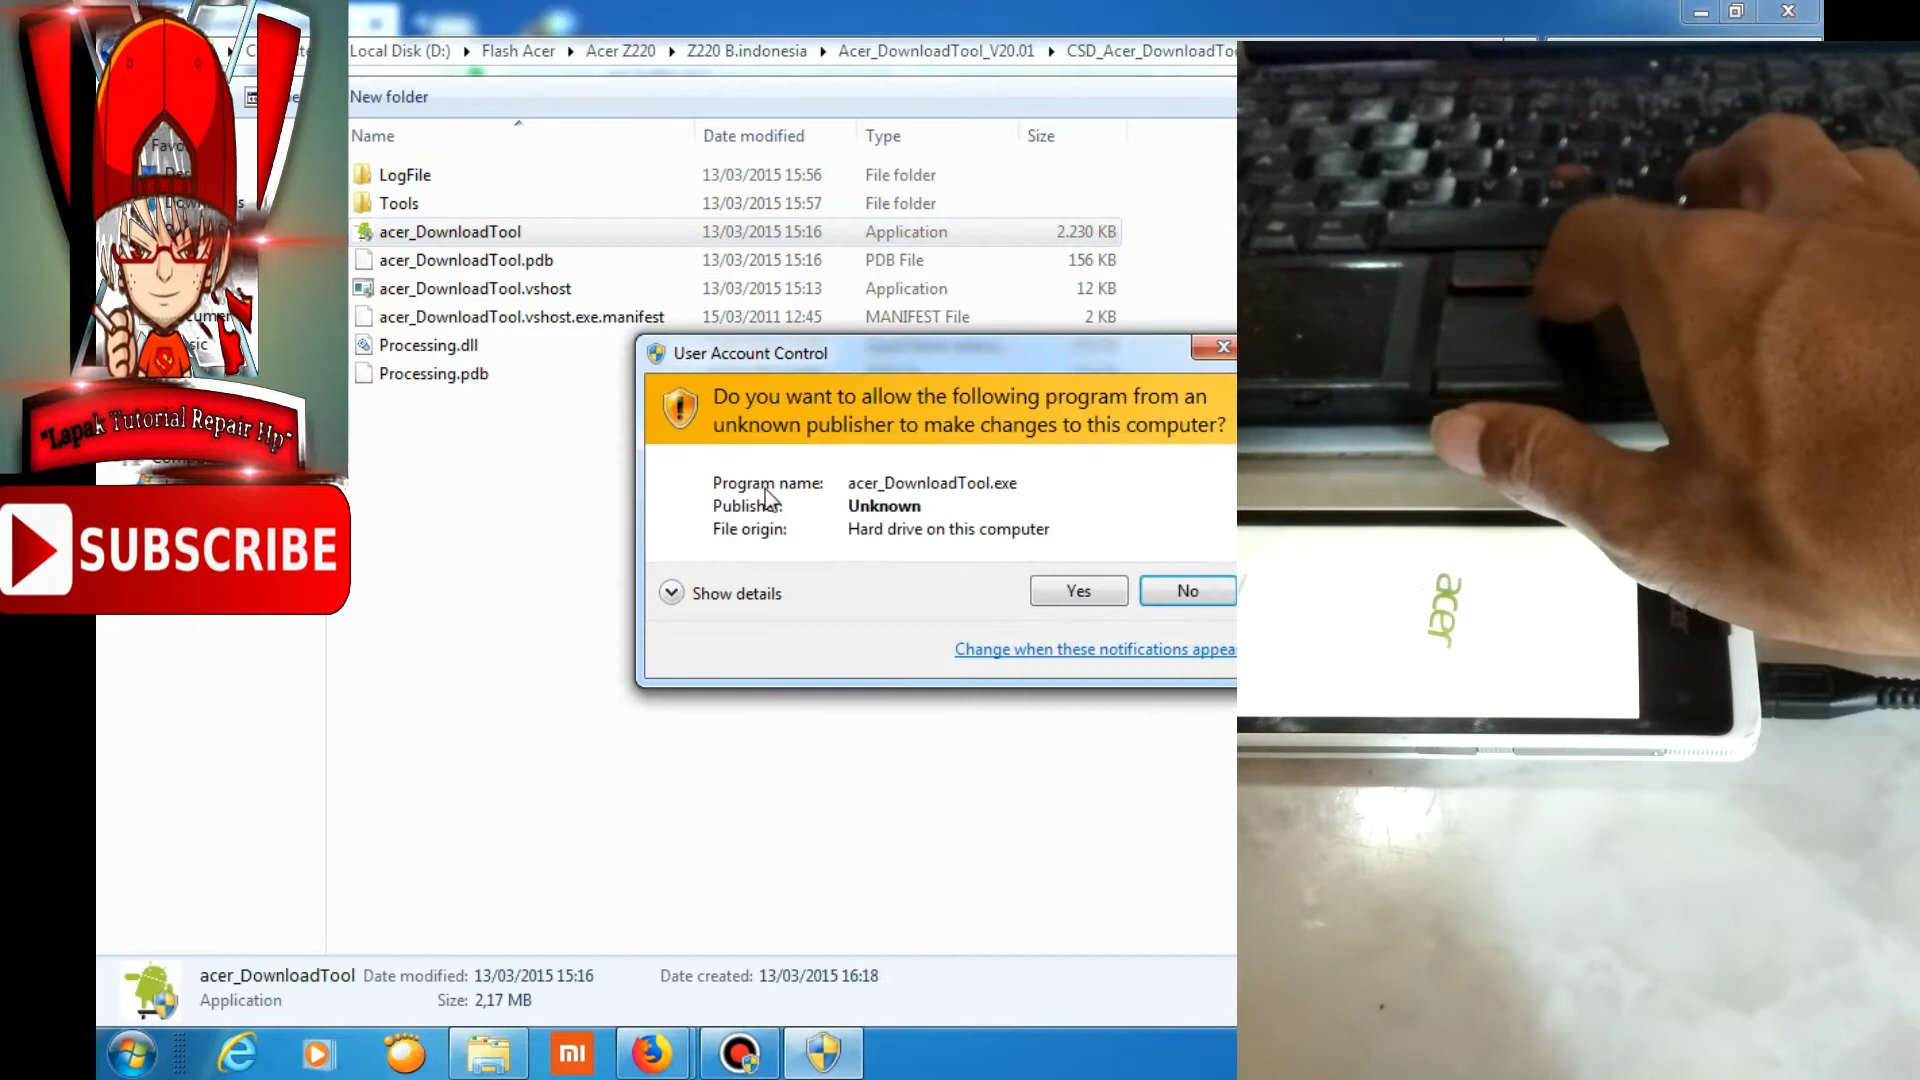 Local Disk (D:) Flash Acer Acer Z220 Z220 B.indonesia Acer_DownloadTool_V20.01
New folder
Name Date modified Type Size
LogFile 13/03/2015 15:56 File folder
Tools 13/03/2015 15:57 File folder
acer_DownloadTool 13/03/2015 15:16 Application 2.230 KB
acer_DownloadTool.pdb 13/03/2015 15:16 PDB File 156 KB
acer_DownloadTool.vshost 13/03/2015 15:13 Application 12 KB
acer_DownloadTool.vshost.exe.manifest 15/03/2011 12:45 MANIFEST File 2 KB
Processing.dll
Processing.pdb
User Account Control
Do you want to allow the following program from an
unknown publisher to make changes to this computer?
Program name: acer_DownloadTool.exe
Publisher: Unknown
File origin: Hard drive on this computer
Show details
Yes
No
Change when these notifications appea
"Lapak Tutorial Repair Hp"
SUBSCRIBE
acer
acer_DownloadTool Date modified: 13/03/2015 15:16 Date created: 13/03/2015 16:18
Application Size: 2,17 MB
mi